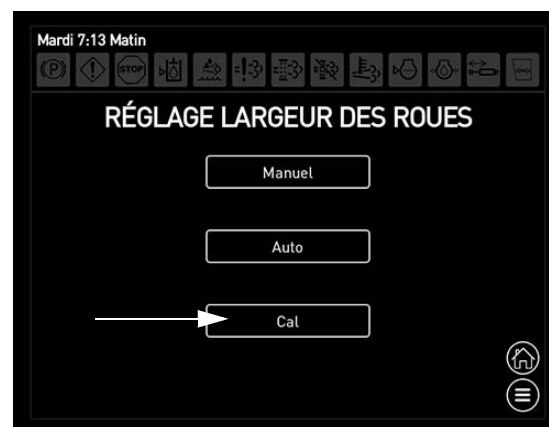 Mardi 7:13 Matin
(P) STOP
RÉGLAGE LARGEUR DES ROUES
Manuel
Auto
Cal